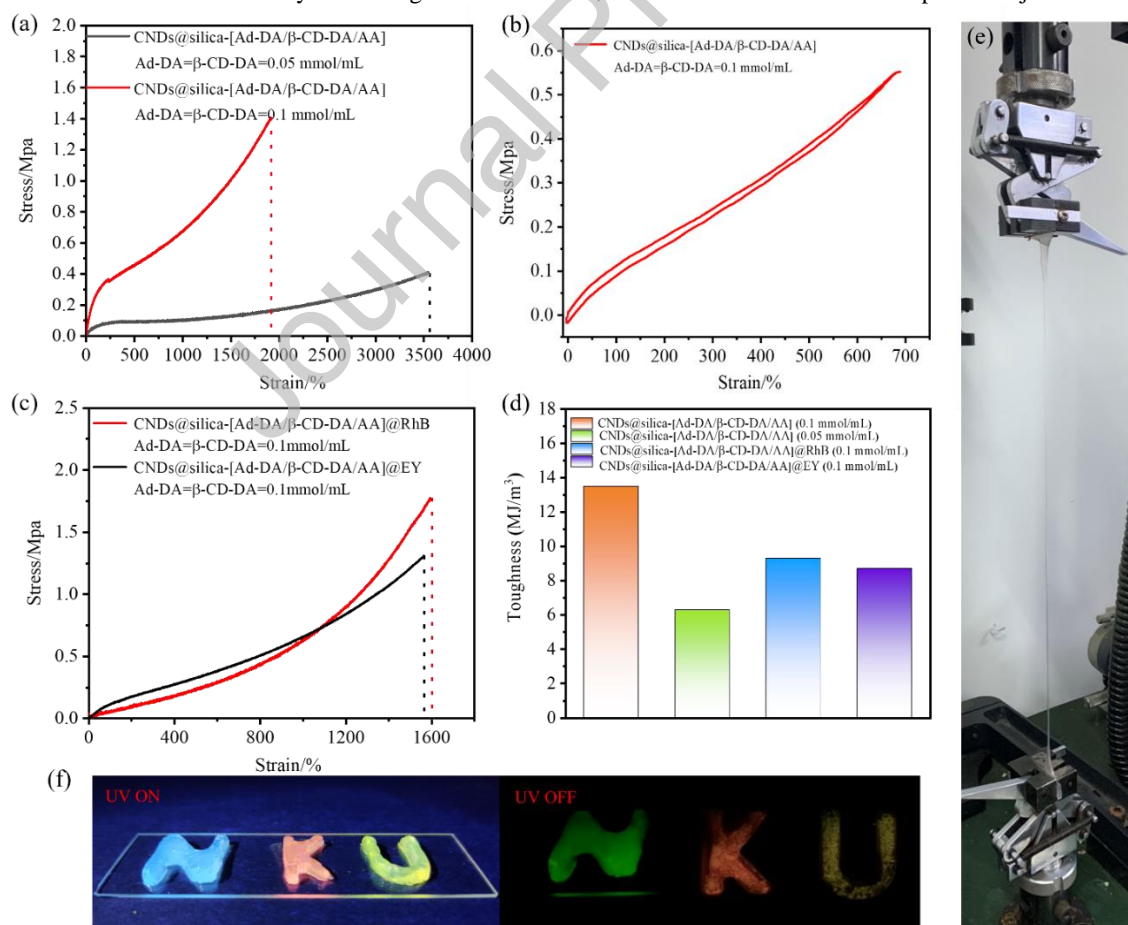 (a)
2.0
1.8
1.6
1.4
1.2
1.0
0.8
0.6
0.4
0.2
0.0
Stress/Mpa
CNDs@silica-[Ad-DA/β-CD-DA/AA]
Ad-DA=β-CD-DA=0.05 mmol/mL
CNDs@silica-[Ad-DA/β-CD-DA/AA]
Ad-DA=β-CD-DA=0.1 mmol/mL
0 500 1000 1500 2000 2500 3000 3500 4000
Strain/%
(b)
0.6
0.5
0.4
0.3
0.2
0.1
0.0
Stress/Mpa
CNDs@silica-[Ad-DA/β-CD-DA/AA]
Ad-DA=β-CD-DA=0.1 mmol/mL
0 100 200 300 400 500 600 700
Strain/%
(c)
2.5
2.0
1.5
1.0
0.5
0.0
Stress/Mpa
CNDs@silica-[Ad-DA/β-CD-DA/AA]@RhB
Ad-DA=β-CD-DA=0.1mmol/mL
CNDs@silica-[Ad-DA/β-CD-DA/AA]@EY
Ad-DA=β-CD-DA=0.1mmol/mL
0 400 800 1200 1600
Strain/%
(d)
18
16
14
12
10
8
6
4
2
0
Toughness (MJ/m³)
CNDs@silica-[Ad-DA/β-CD-DA/AA] (0.1 mmol/mL)
CNDs@silica-[Ad-DA/β-CD-DA/AA] (0.05 mmol/mL)
CNDs@silica-[Ad-DA/β-CD-DA/AA]@RhB (0.1 mmol/mL)
CNDs@silica-[Ad-DA/β-CD-DA/AA]@EY (0.1 mmol/mL)
(e)
(f)
UV ON
N K U
UV OFF
N K U
Journal P